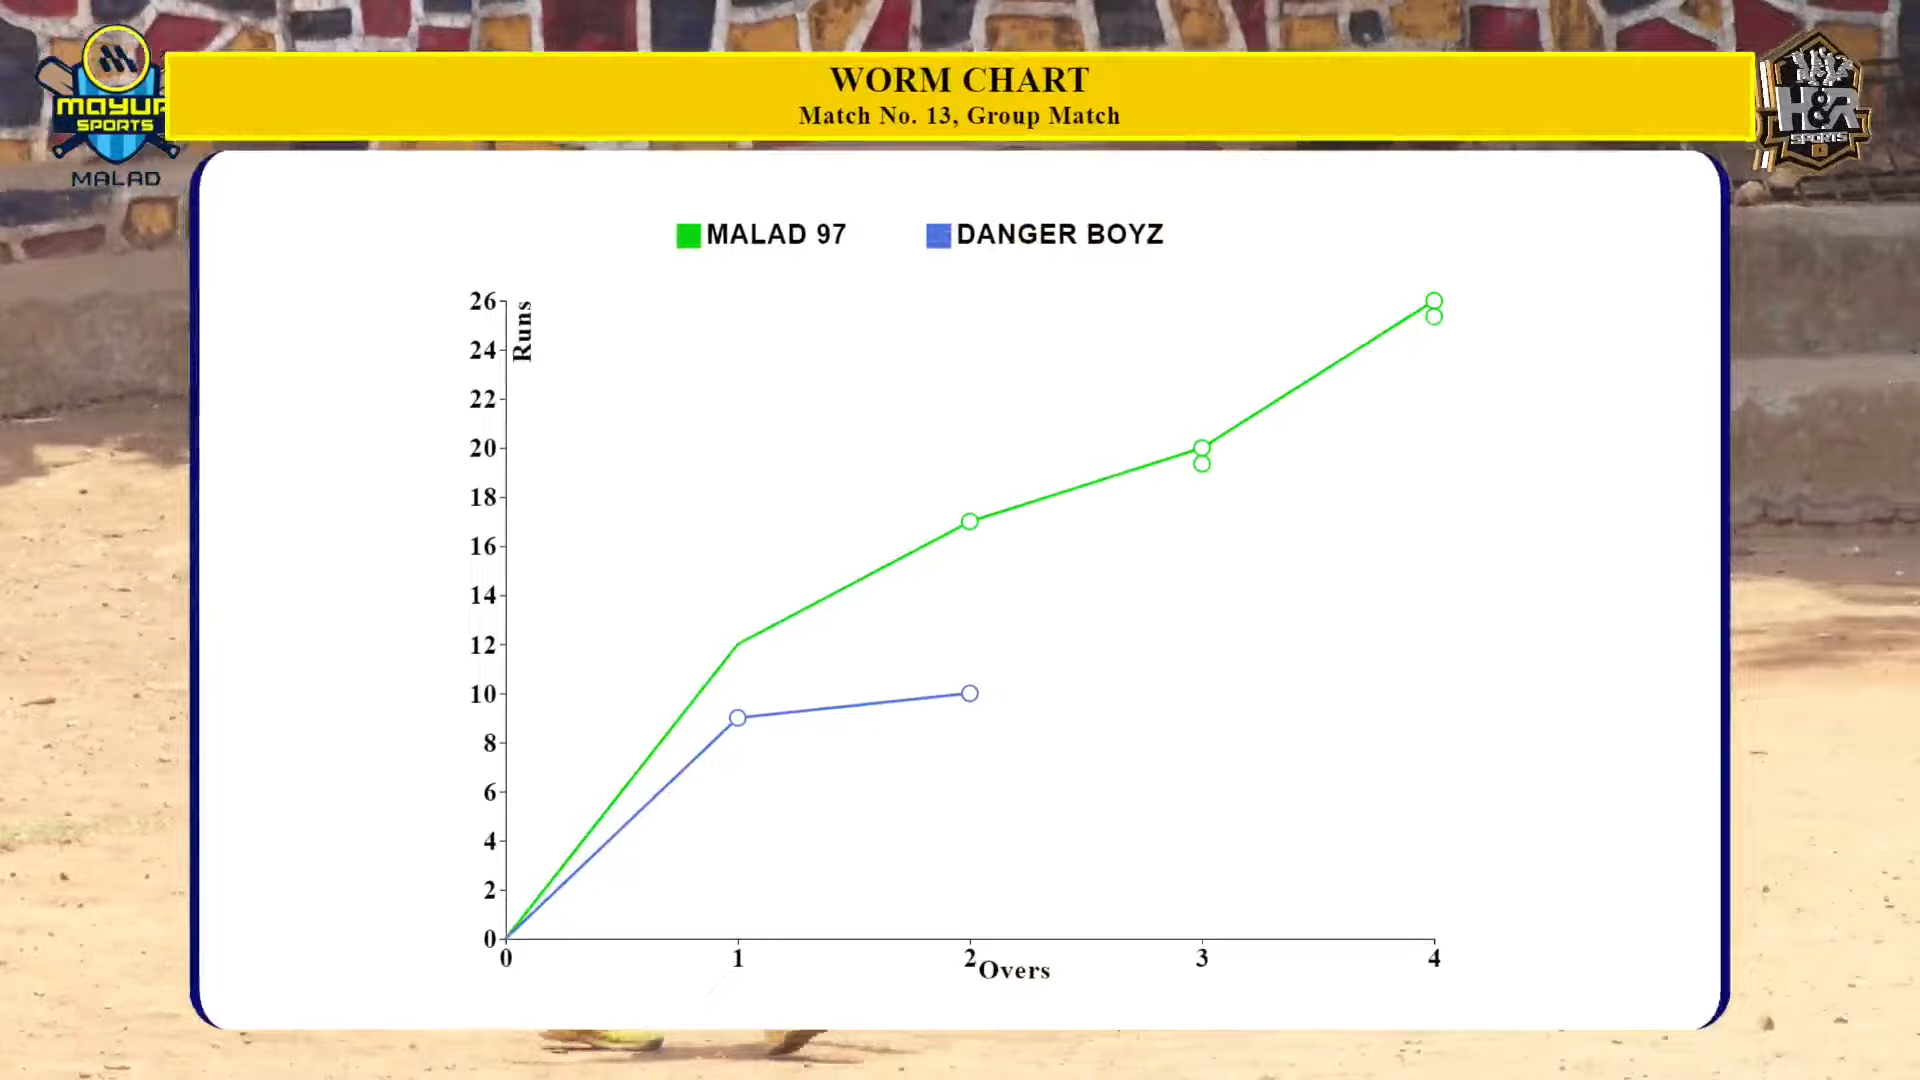 WORM CHART
Match No. 13, Group Match
MAYUR
SPORTS
MALAD
H&R
SPORTS
MALAD 97
DANGER BOYZ
Runs
26
24
22
20
18
16
14
12
10
8
6
4
2
0
0 1 2 3 4
Overs